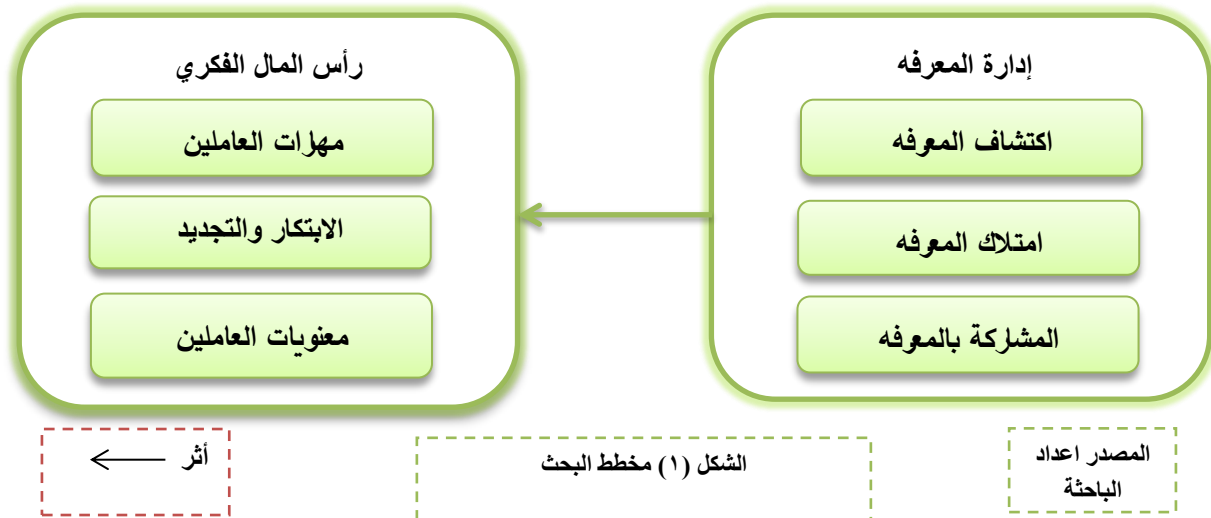 إدارة المعرفه
اكتشاف المعرفه
امتلاك المعرفه
المشاركة بالمعرفه
رأس المال الفكري
مهارات العاملين
الابتكار والتجديد
معنويات العاملين
المصدر اعداد
الباحثة
الشكل (١) مخطط البحث
أثر